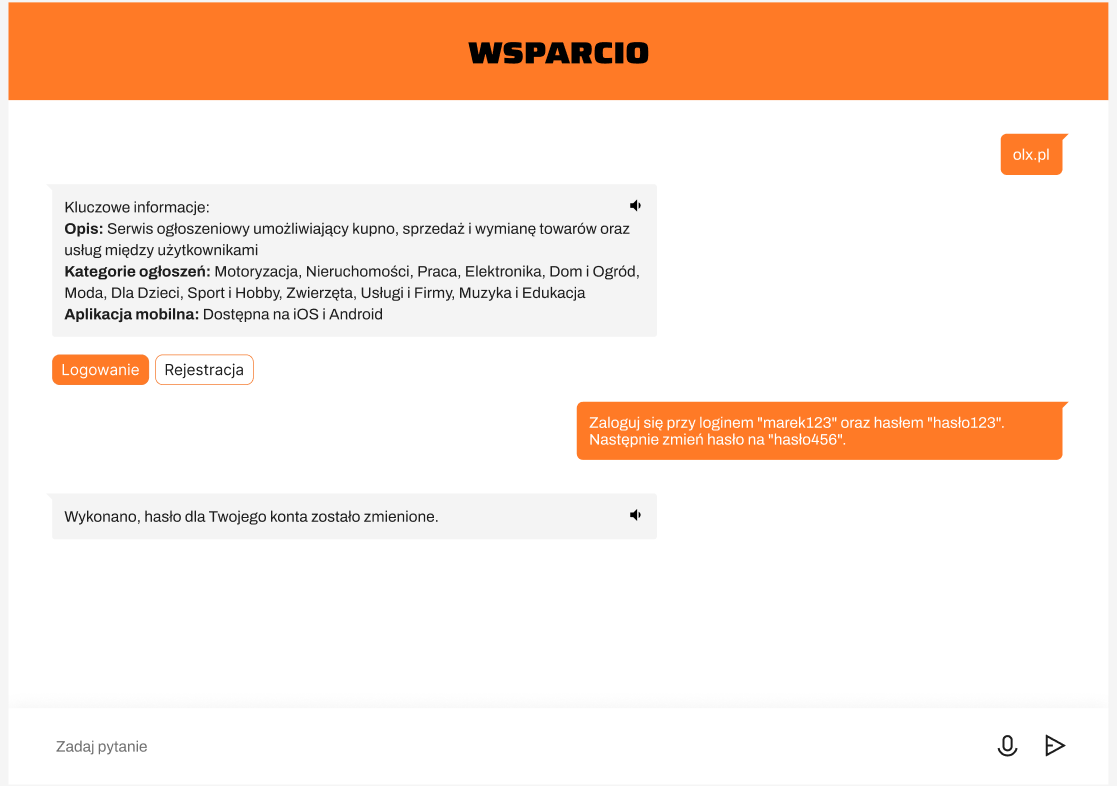 WSPARCIO
olx.pl
Kluczowe informacje:
Opis: Serwis ogłoszeniowy umożliwiający kupno, sprzedaż i wymianę towarów oraz
usług między użytkownikami
Kategorie ogłoszeń: Motoryzacja, Nieruchomości, Praca, Elektronika, Dom i Ogród,
Moda, Dla Dzieci, Sport i Hobby, Zwierzęta, Usługi i Firmy, Muzyka i Edukacja
Aplikacja mobilna: Dostępna na iOS i Android
Logowanie
Rejestracja
Zaloguj się przy loginem "marek123" oraz hasłem "hasło123".
Następnie zmień hasło na "hasło456".
Wykonano, hasło dla Twojego konta zostało zmienione.
Zadaj pytanie